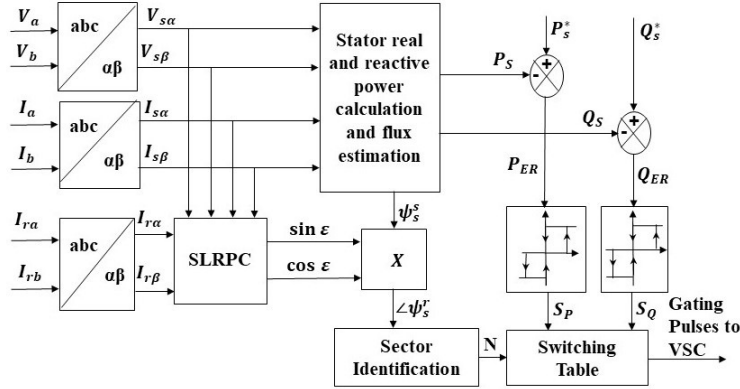 V_a
abc
αβ
V_sα
V_b
V_sβ
Stator real
and reactive
power
calculation
and flux
estimation
P_s^*
Q_s^*
P_S
+
-
I_a
abc
αβ
I_sα
I_b
I_sβ
Q_S
+
-
P_ER
Q_ER
ψ_s^s
I_ra
abc
αβ
I_rα
I_rb
I_rβ
SLRPC
sin ε
cos ε
X
∠ψ_s^r
S_P
S_Q
Gating
Pulses to
VSC
Sector
Identification
N
Switching
Table